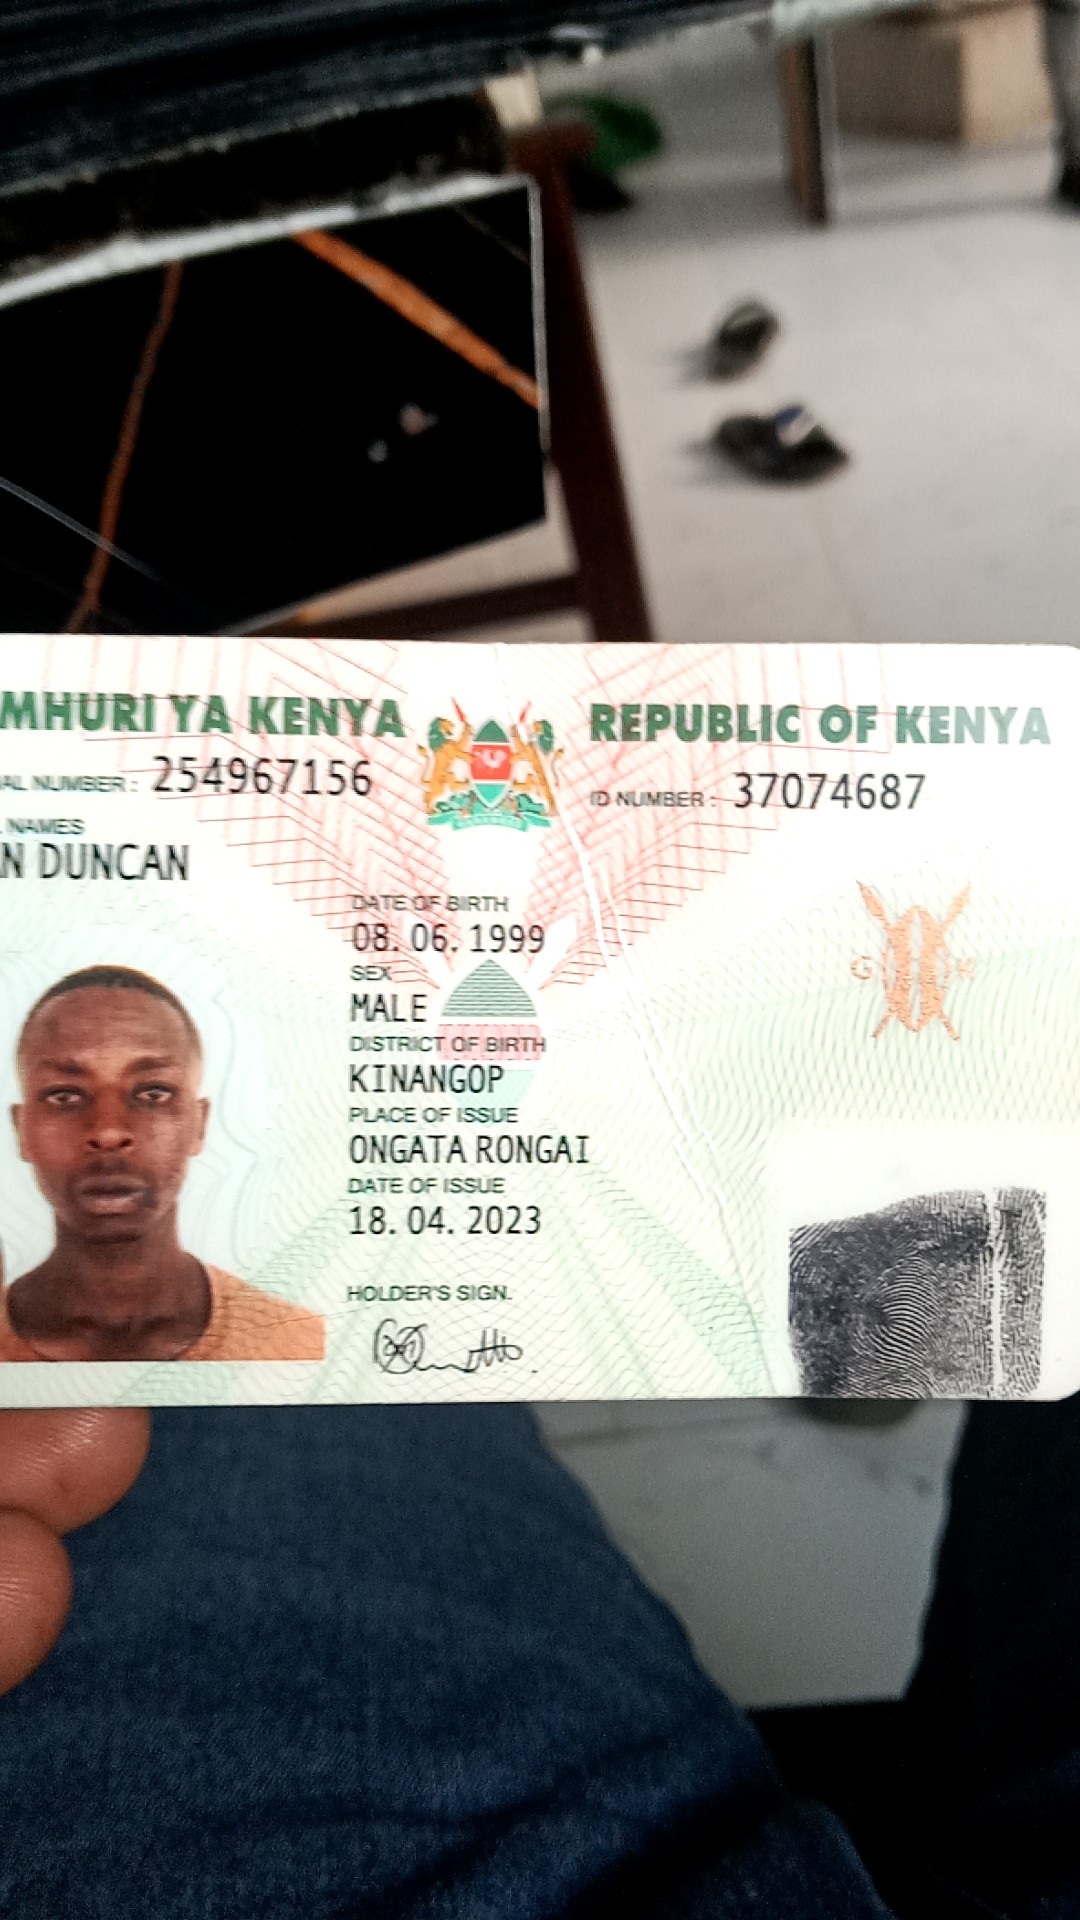 MHURI YA KENYA REPUBLIC OF KENYA
AL NUMBER: 254967156 ID NUMBER: 37074687
NAMES
N DUNCAN
DATE OF BIRTH
08. 06. 1999
SEX
MALE
DISTRICT OF BIRTH
KINANGOP
PLACE OF ISSUE
ONGATA RONGAI
DATE OF ISSUE
18. 04. 2023
HOLDER'S SIGN.
G K